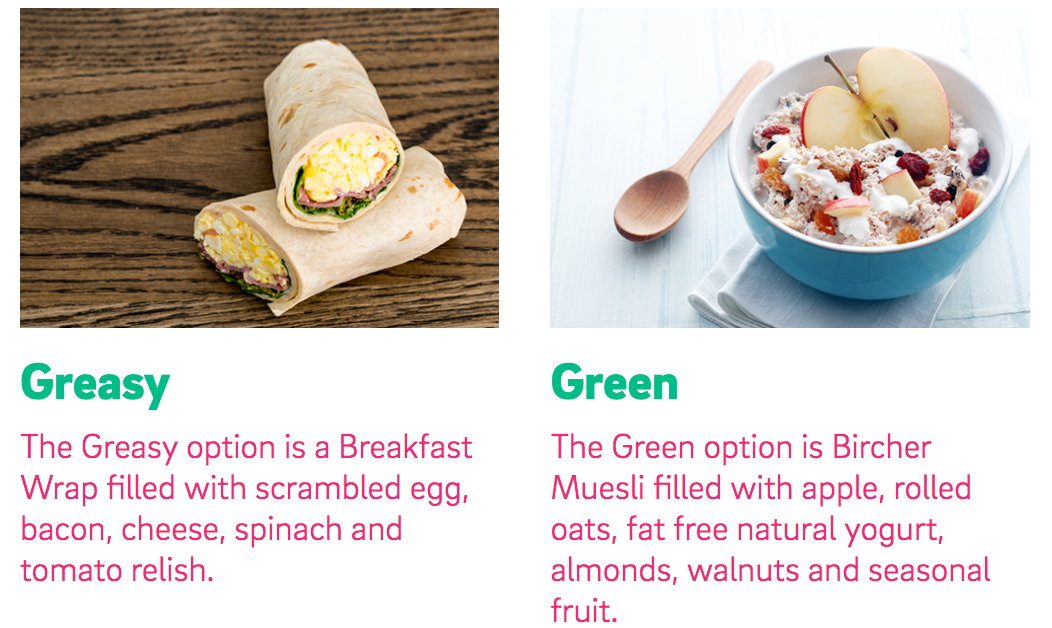 Greasy
The Greasy option is a Breakfast
Wrap filled with scrambled egg,
bacon, cheese, spinach and
tomato relish.
Green
The Green option is Bircher
Muesli filled with apple, rolled
oats, fat free natural yogurt,
almonds, walnuts and seasonal
fruit.